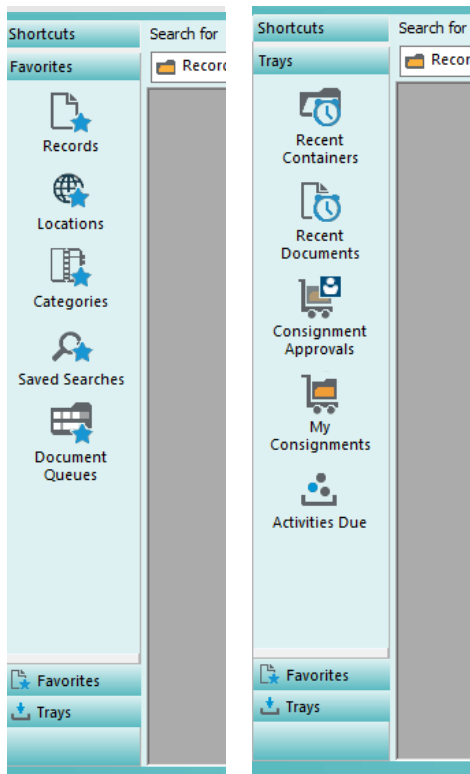 Shortcuts
Search for
Favorites
Record
Records
Locations
Categories
Saved Searches
Document
Queues
Favorites
Trays
Shortcuts
Search for
Trays
Recor
Recent
Containers
Recent
Documents
Consignment
Approvals
My
Consignments
Activities Due
Favorites
Trays